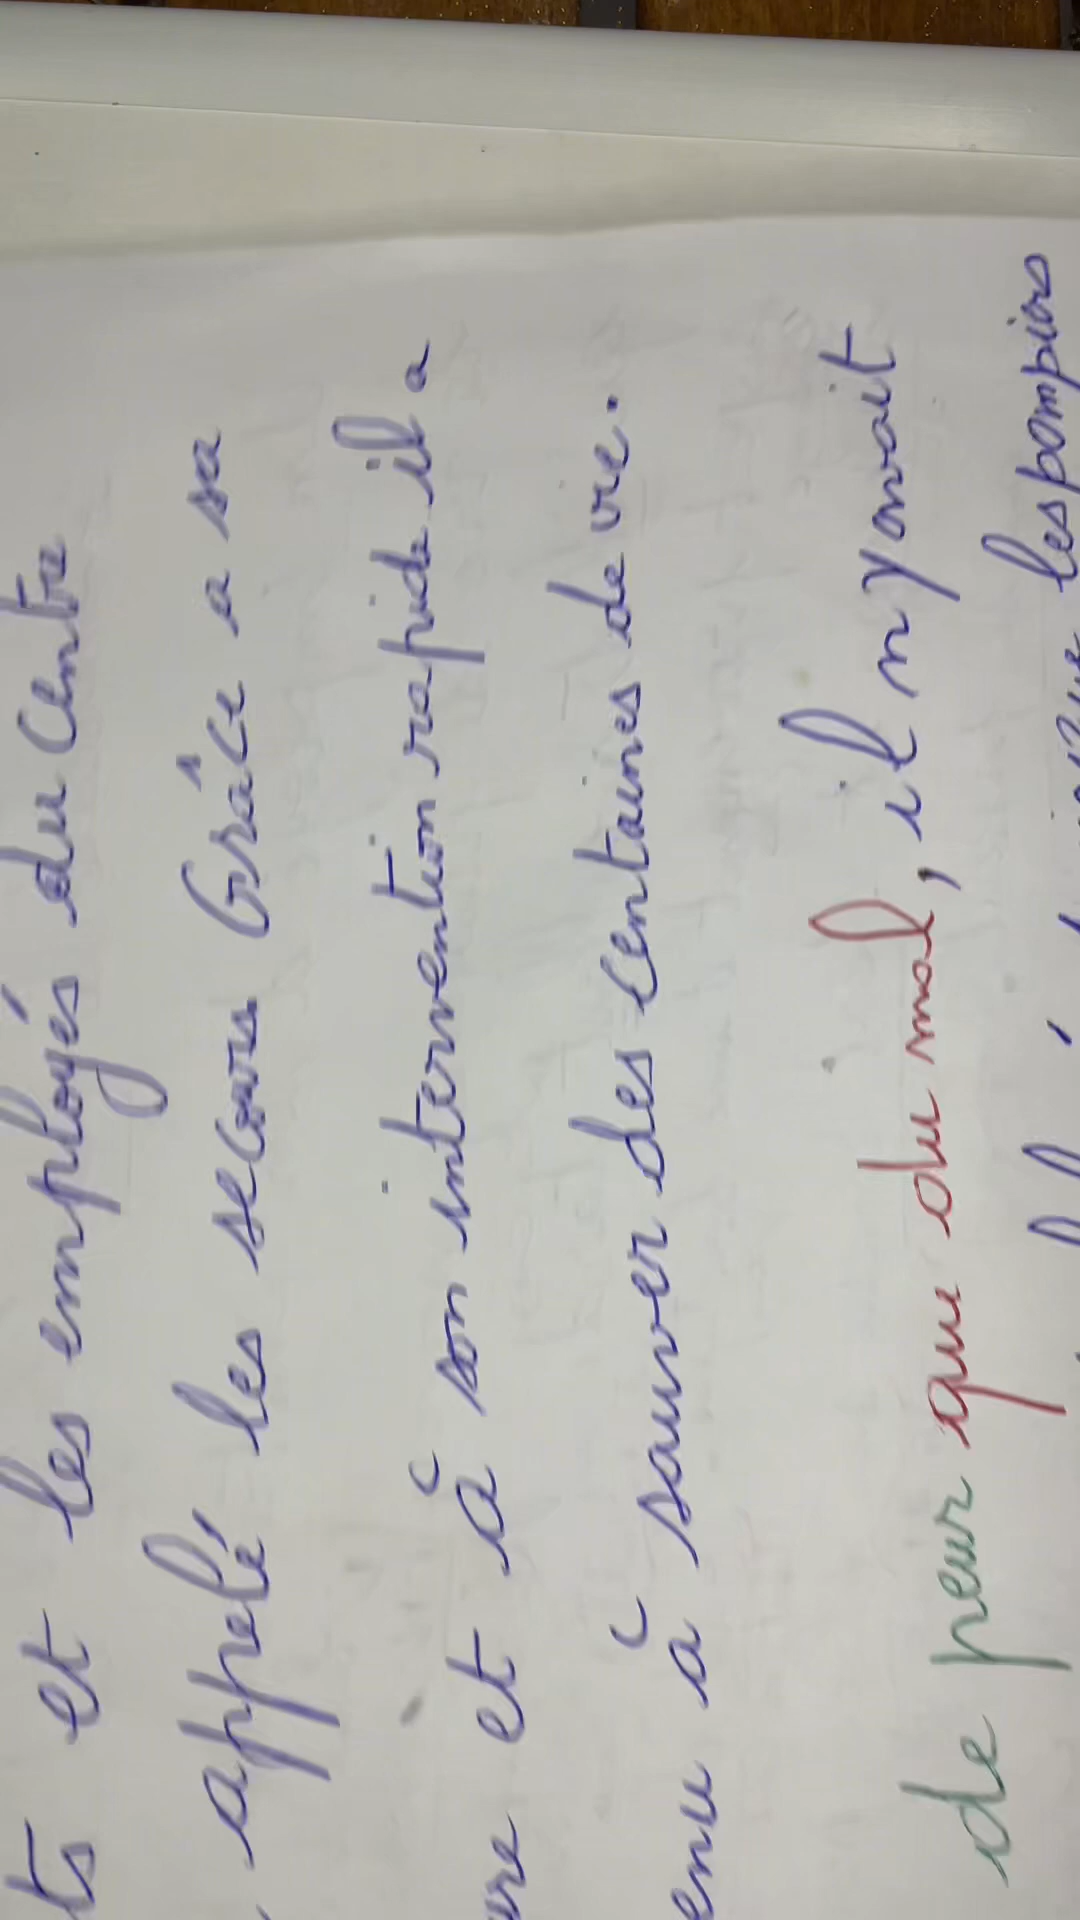 et les employés du centre
appelé les secours Grâce a sa
et à son intervention rapide il a
à sauver des centaines de vie.
de peur que du mal, il n y avait
les pompiers